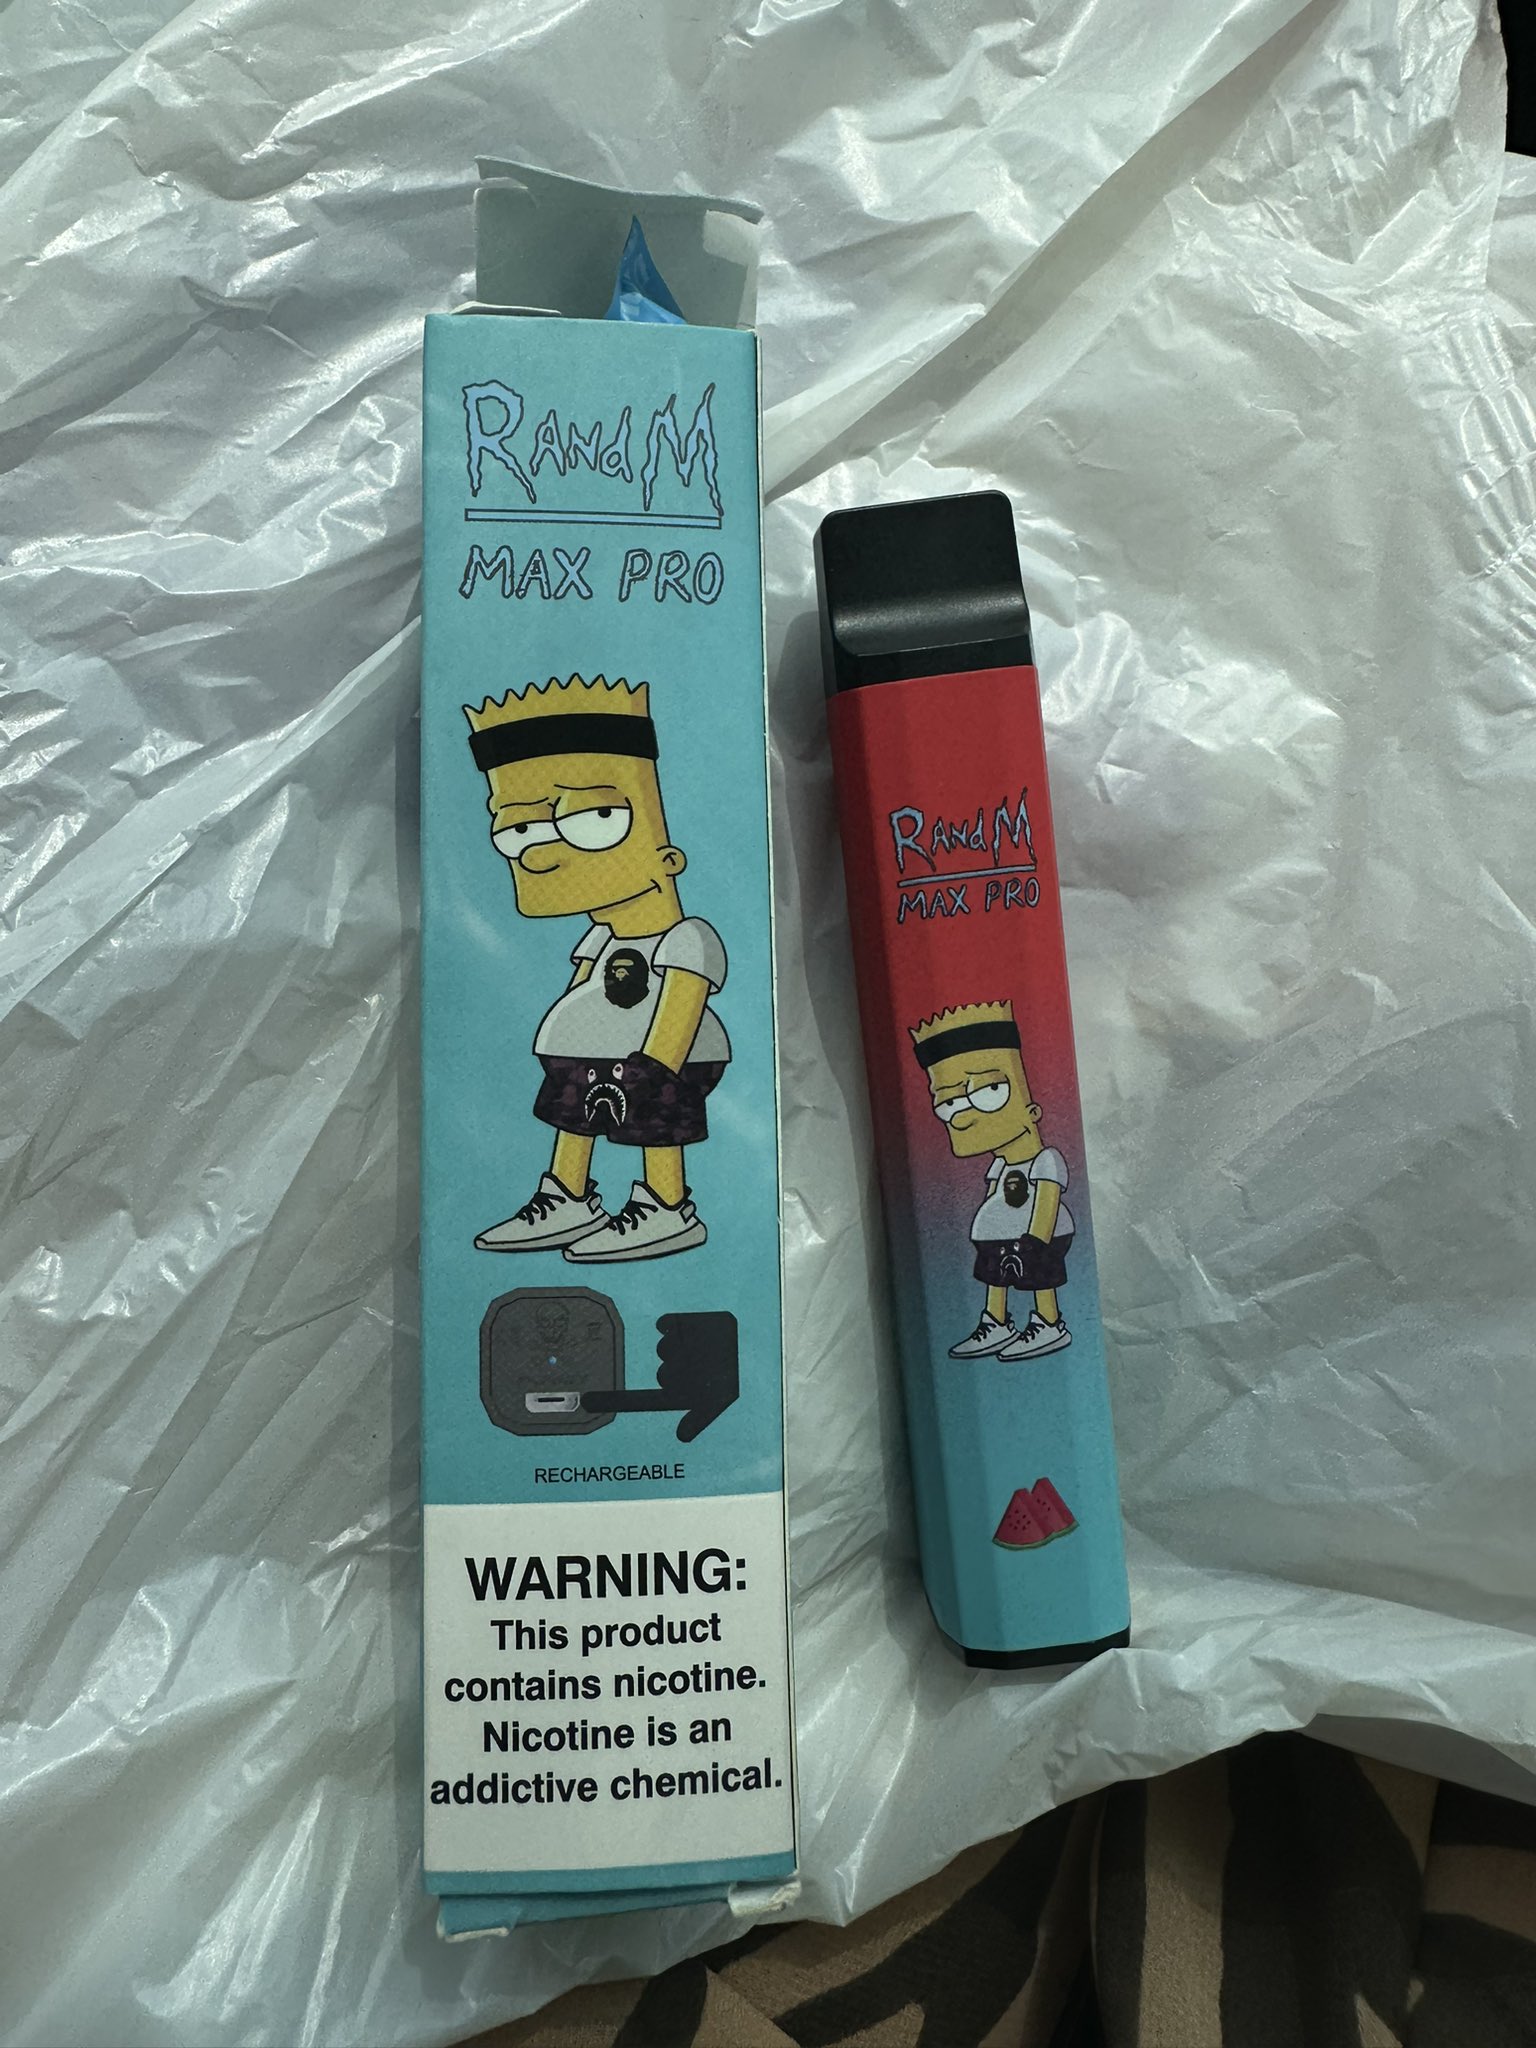 RAndM
MAX PRO
RECHARGEABLE
WARNING:
This product
contains nicotine.
Nicotine is an
addictive chemical.
RAndM
MAX PRO